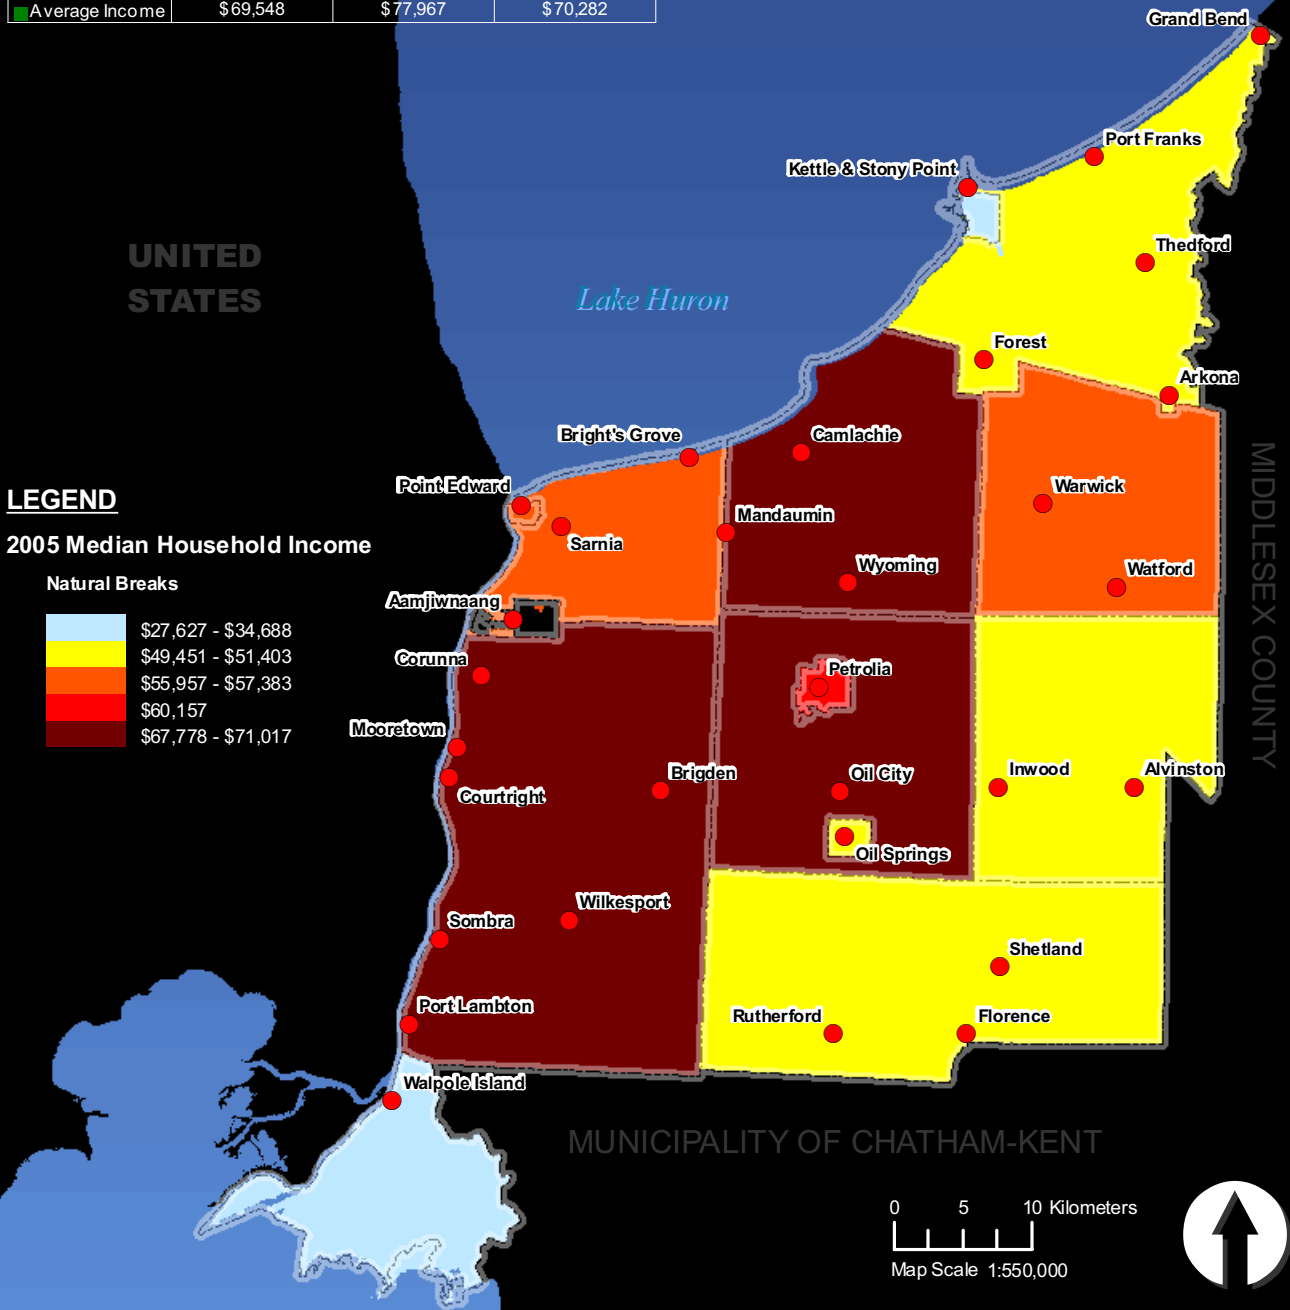 Average Income $69,548 $77,967 $70,282
Grand Bend
Port Franks
Kettle & Stony Point
Thedford
UNITED
STATES
Lake Huron
Forest
Arkona
Bright's Grove
Camlachie
Point Edward
Warwick
LEGEND
Mandaumin
Sarnia
2005 Median Household Income
Wyoming
Watford
Natural Breaks
Aamjiwnaang
MIDDLESEX COUNTY
$27,627 - $34,688
$49,451 - $51,403
$55,957 - $57,383
$60,157
$67,778 - $71,017
Corunna
Petrolia
Mooretown
Brigden
Oil City
Inwood
Alvinston
Courtright
Oil Springs
Wilkesport
Sombra
Shetland
Port Lambton
Rutherford
Florence
Walpole Island
MUNICIPALITY OF CHATHAM-KENT
0 5 10 Kilometers
Map Scale 1:550,000